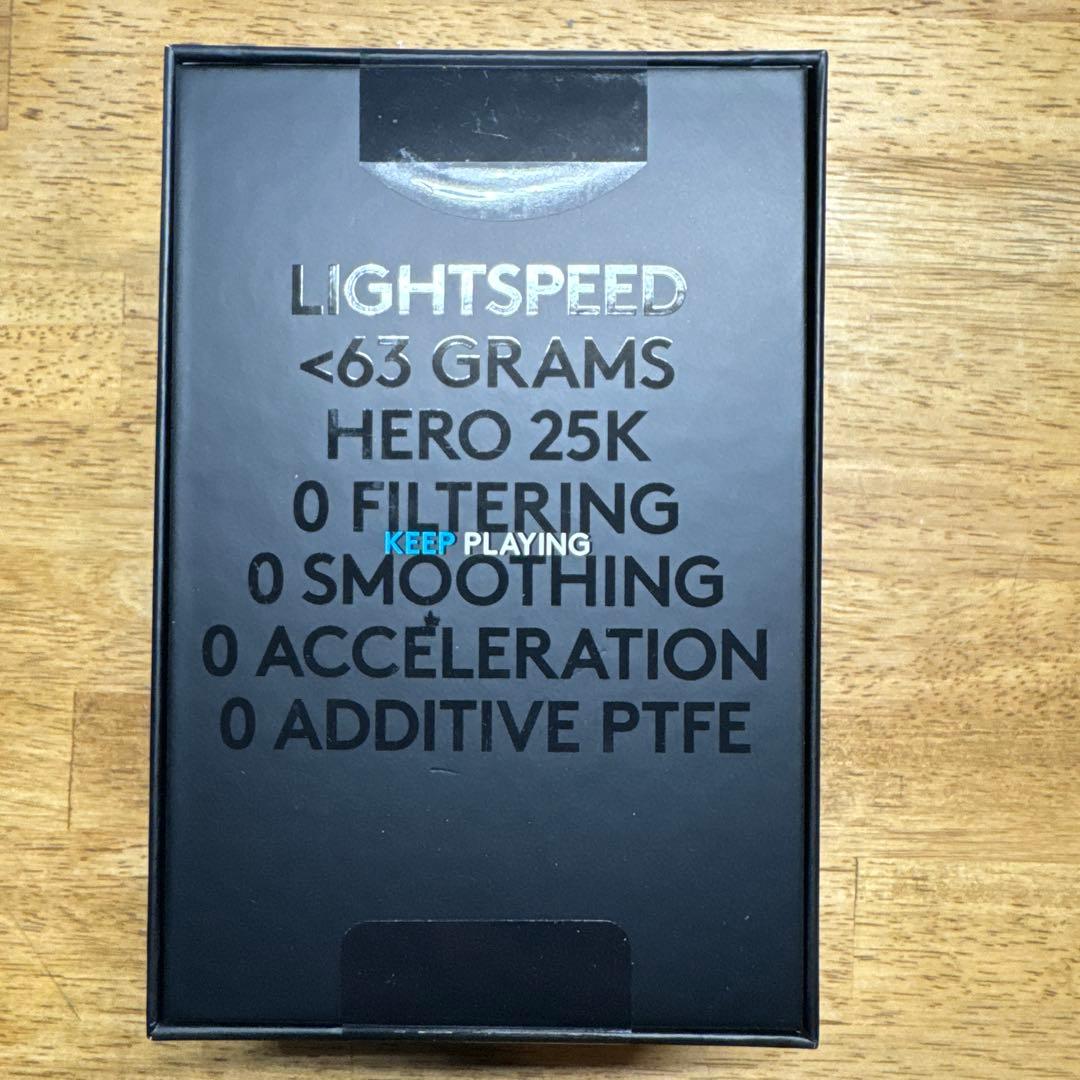 LIGHTSPEED
<63 GRAMS
HERO 25K
0 FILTERING
KEEP PLAYING
0 SMOOTHING
0 ACCELERATION
0 ADDITIVE PTFE